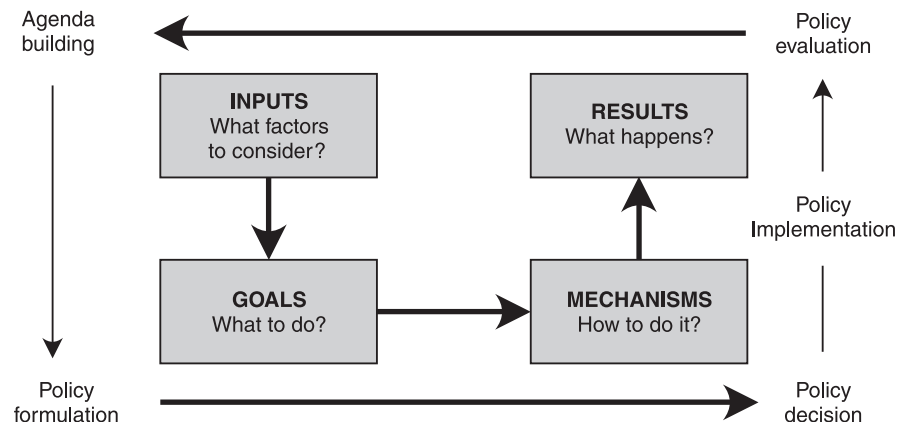 Agenda
building
Policy
evaluation
INPUTS
What factors
to consider?
RESULTS
What happens?
Policy
Implementation
GOALS
What to do?
MECHANISMS
How to do it?
Policy
formulation
Policy
decision